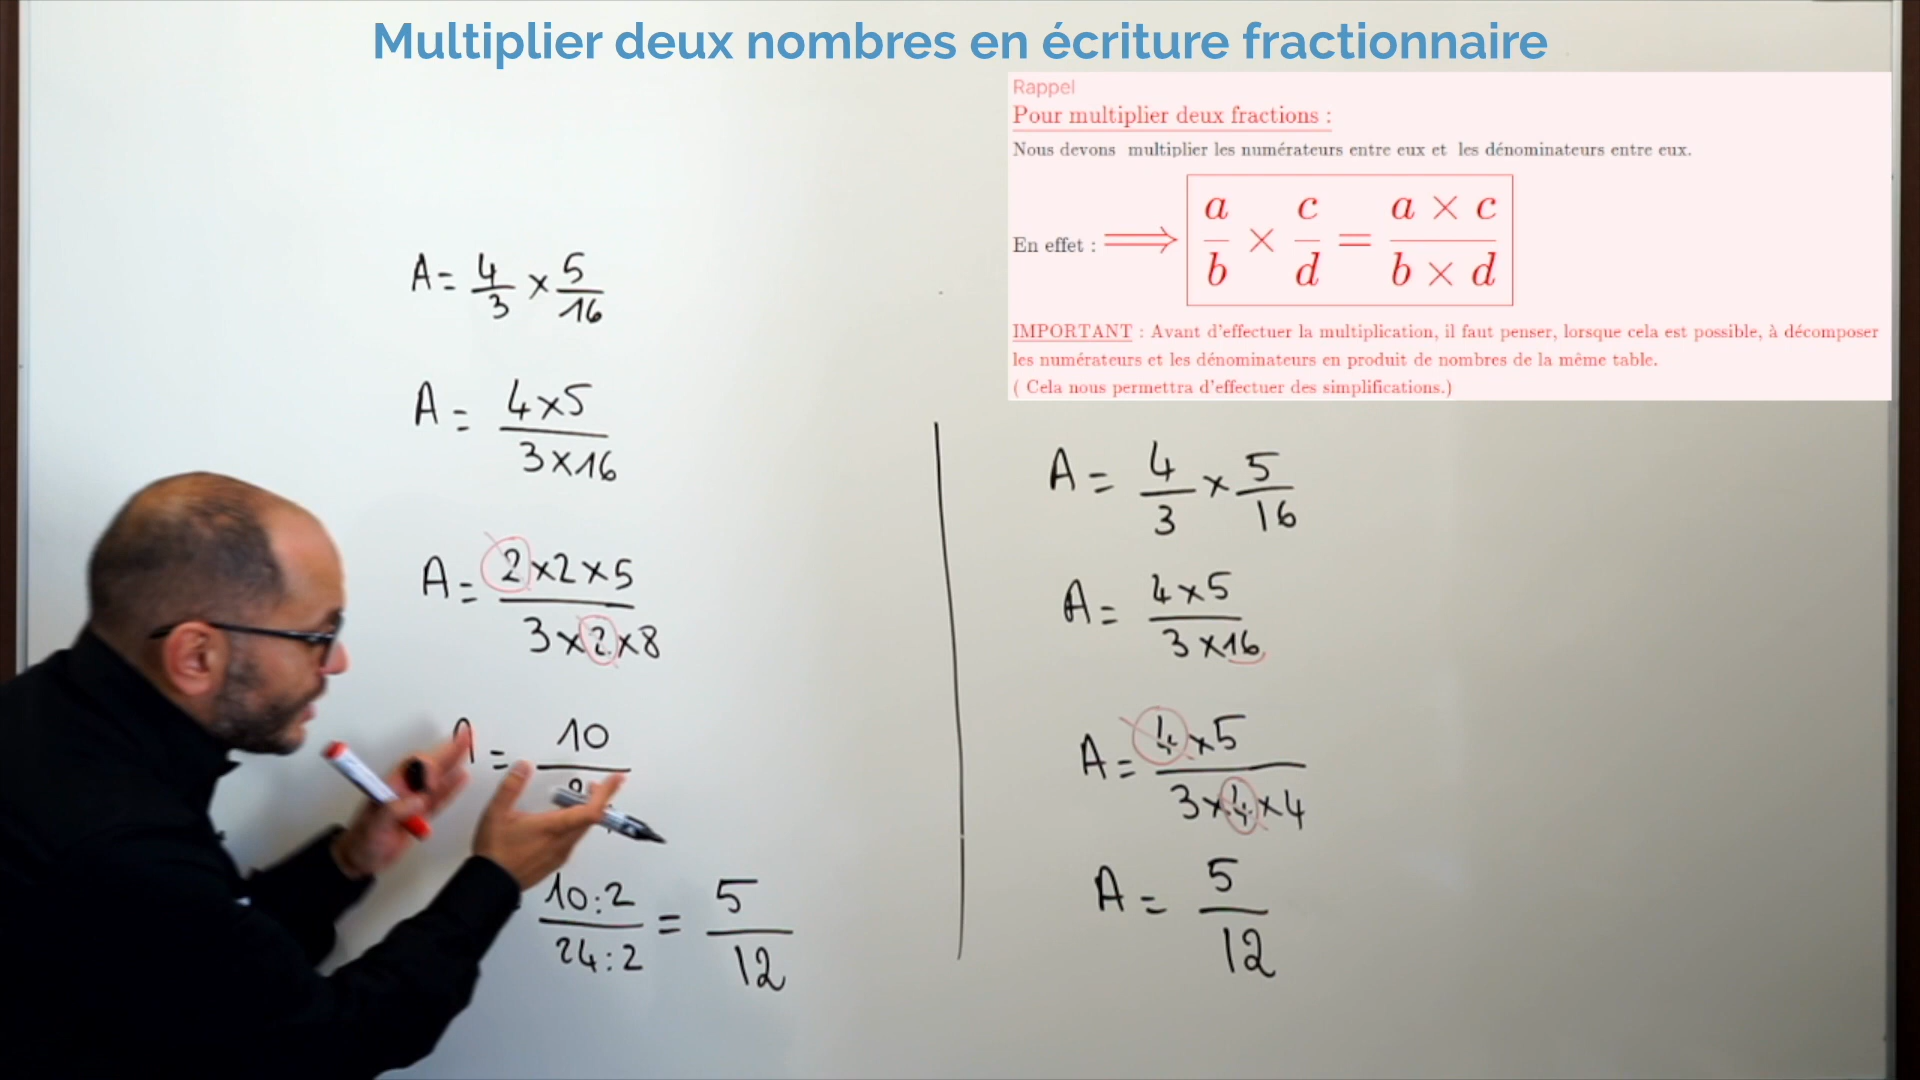 Multiplier deux nombres en écriture fractionnaire
Rappel
Pour multiplier deux fractions :
Nous devons multiplier les numérateurs entre eux et les dénominateurs entre eux.
En effet : ⟹ a/b × c/d = a × c / b × d
IMPORTANT : Avant d'effectuer la multiplication, il faut penser, lorsque cela est possible, à décomposer
les numérateurs et les dénominateurs en produit de nombres de la même table.
( Cela nous permettra d'effectuer des simplifications.)
A = 4/3 × 5/16
A = 4×5 / 3×16
A = 2×2×5 / 3×2×8
A = 10
10:2 / 24:2 = 5/12
A = 4/3 × 5/16
A = 4×5 / 3×16
A = 4×5 / 3×4×4
A = 5/12